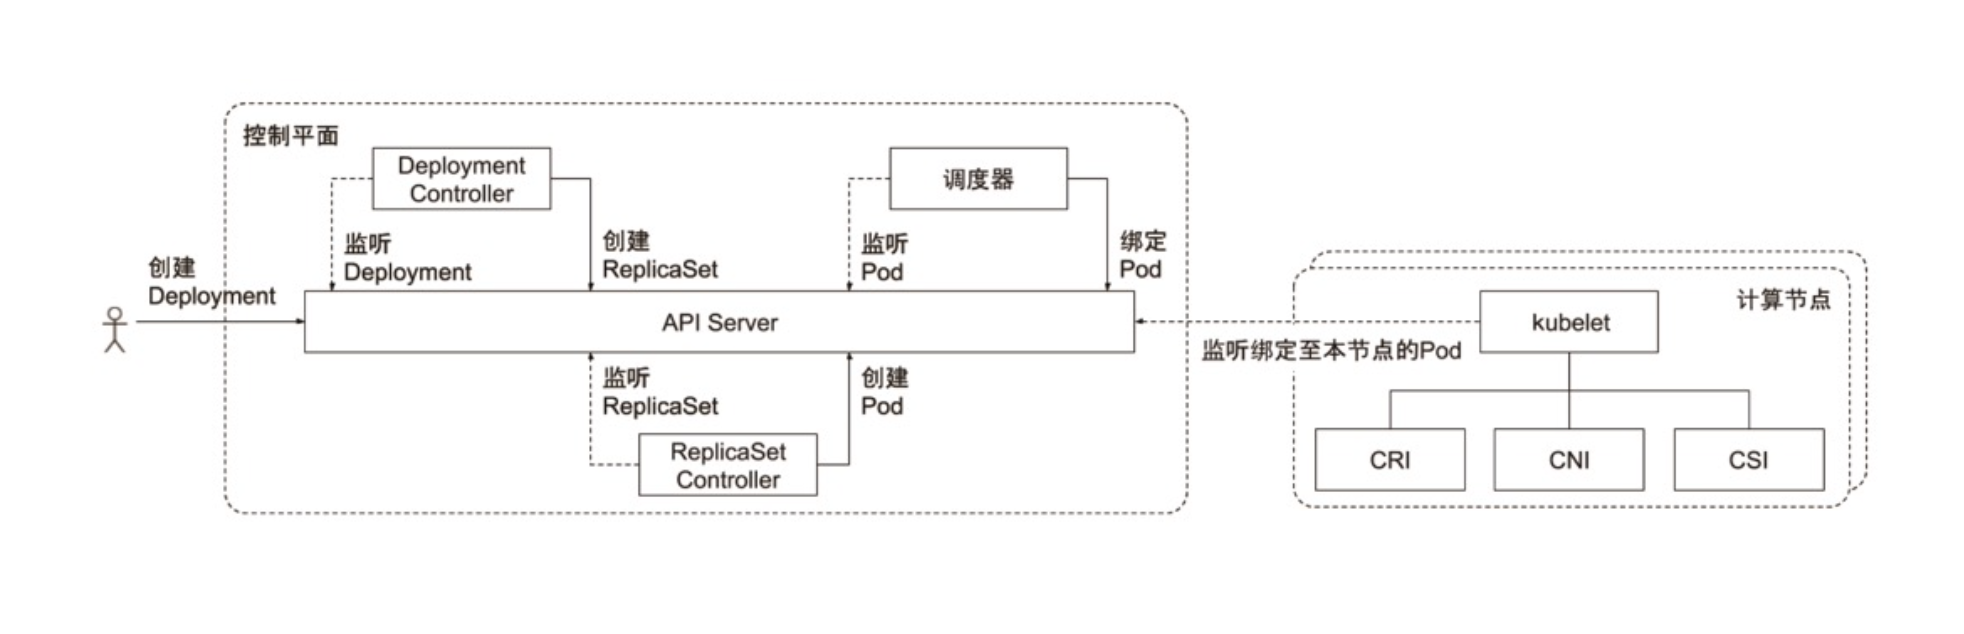 控制平面
Deployment
Controller
调度器
监听
Deployment
创建
ReplicaSet
监听
Pod
绑定
Pod
创建
Deployment
API Server
监听
ReplicaSet
创建
Pod
ReplicaSet
Controller
计算节点
kubelet
监听绑定至本节点的Pod
CRI
CNI
CSI